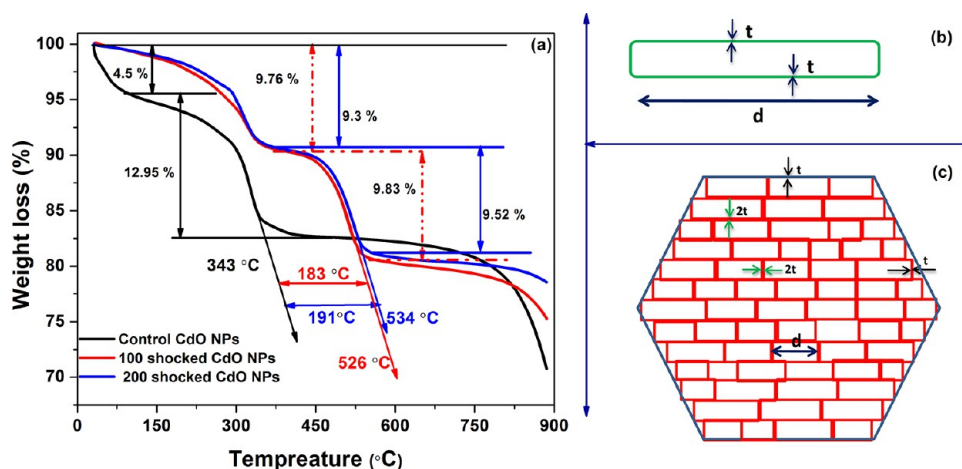 (a)
100
95
90
85
80
75
70
0
150
300
450
600
750
900
Weight loss (%)
Tempreature (°C)
4.5 %
12.95 %
9.76 %
9.3 %
9.83 %
9.52 %
343 °C
183 °C
191°C
534 °C
526 °C
Control CdO NPs
100 shocked CdO NPs
200 shocked CdO NPs
(b)
t
t
d
(c)
t
2t
2t
t
d